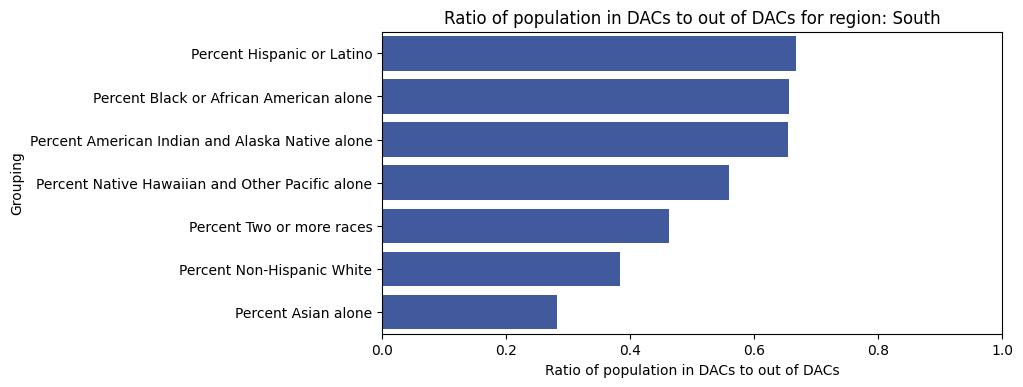 Ratio of population in DACs to out of DACs for region: South
Grouping
Percent Hispanic or Latino
Percent Black or African American alone
Percent American Indian and Alaska Native alone
Percent Native Hawaiian and Other Pacific alone
Percent Two or more races
Percent Non-Hispanic White
Percent Asian alone
0.0 0.2 0.4 0.6 0.8 1.0
Ratio of population in DACs to out of DACs